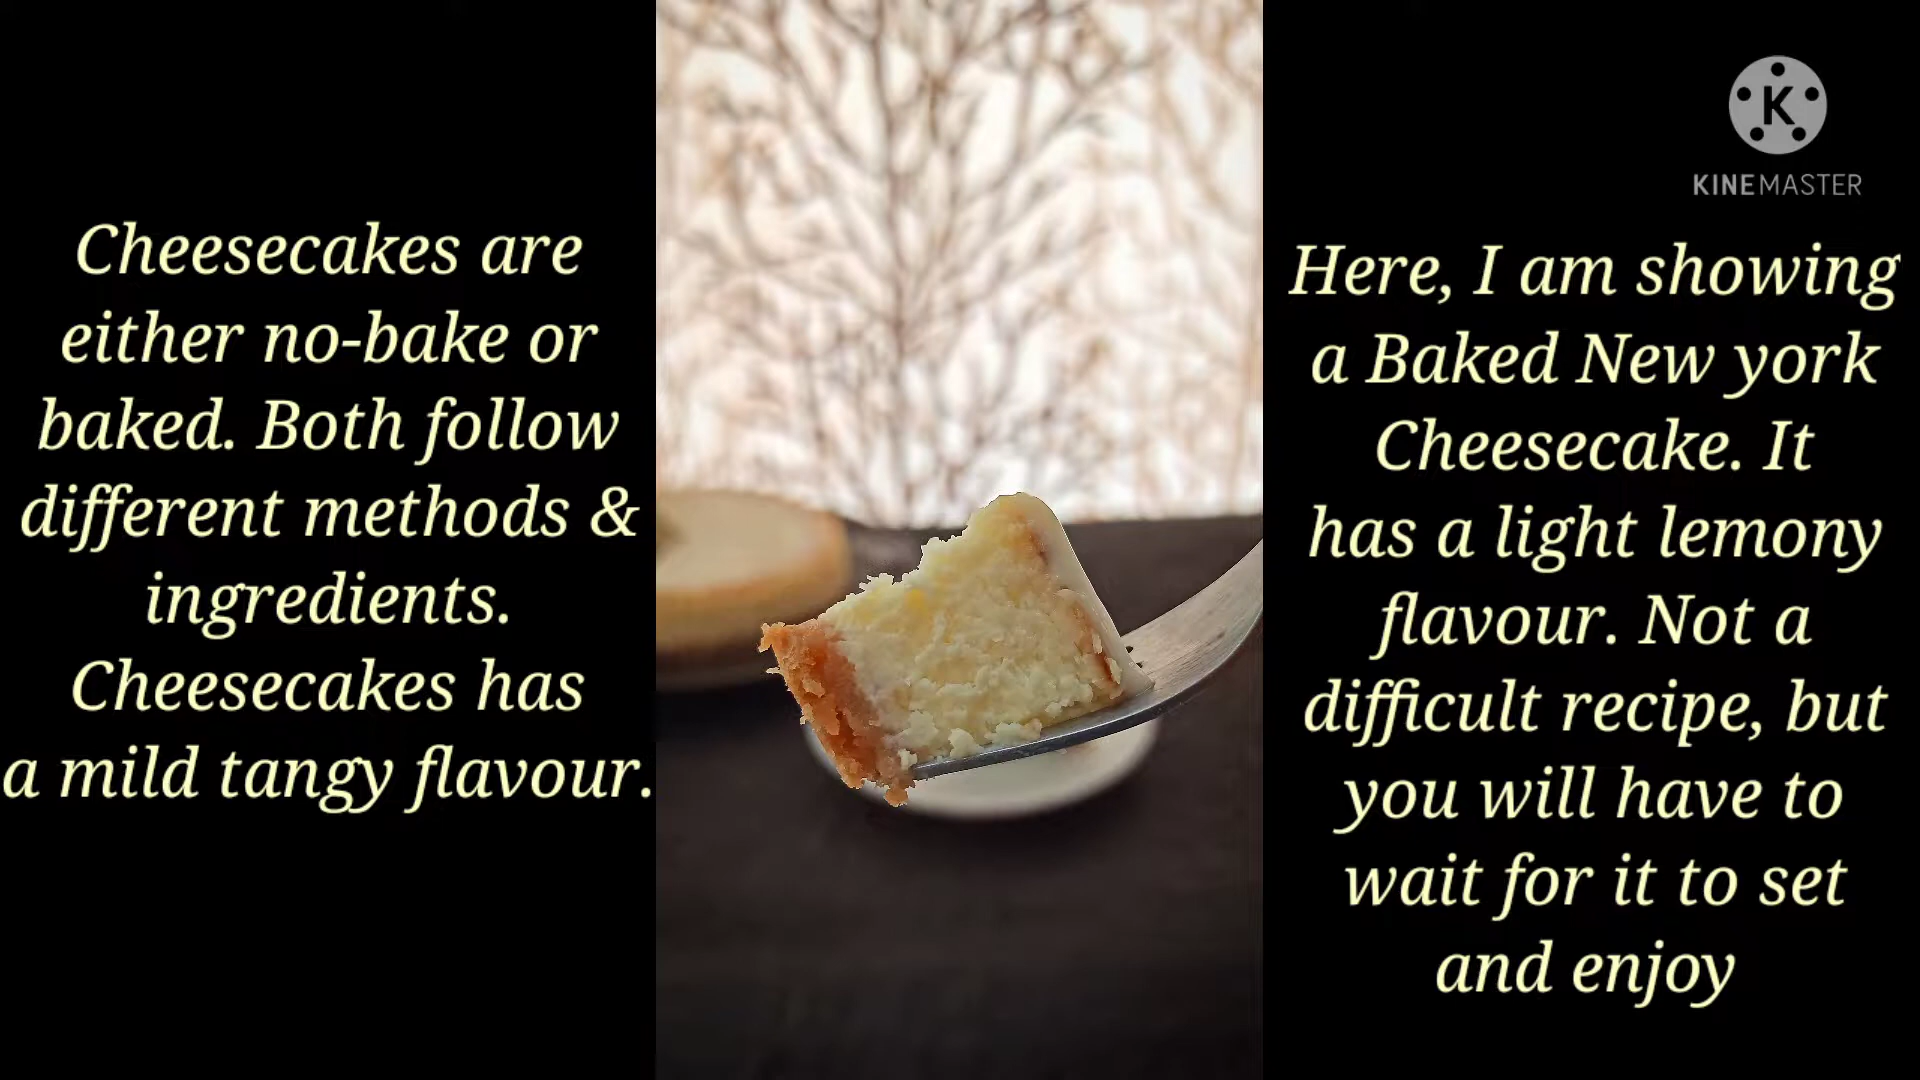 Cheesecakes are
either no-bake or
baked. Both follow
different methods &
ingredients.
Cheesecakes has
a mild tangy flavour.
K
KINEMASTER
Here, I am showing
a Baked New york
Cheesecake. It
has a light lemony
flavour. Not a
difficult recipe, but
you will have to
wait for it to set
and enjoy